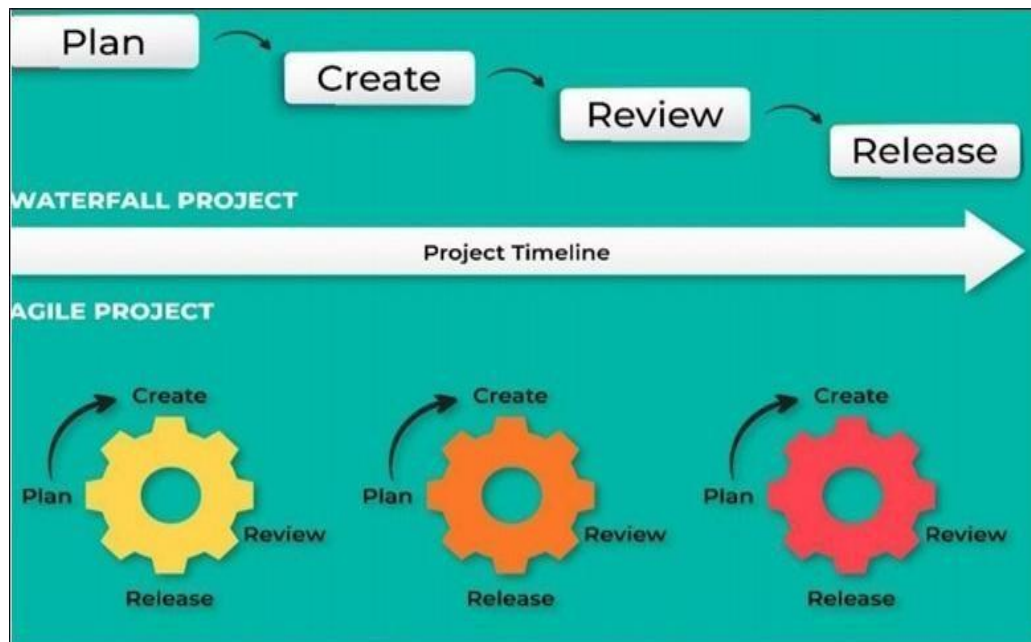 Plan
Create
Review
Release
WATERFALL PROJECT
Project Timeline
AGILE PROJECT
Create
Plan
Review
Release
Create
Plan
Review
Release
Create
Plan
Review
Release